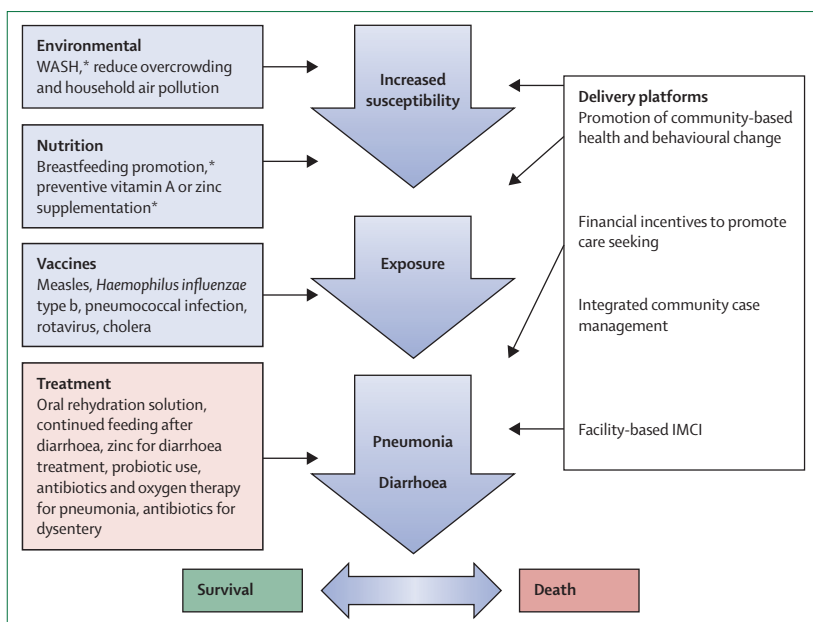 Environmental
WASH,* reduce overcrowding
and household air pollution
Nutrition
Breastfeeding promotion,*
preventive vitamin A or zinc
supplementation*
Vaccines
Measles, Haemophilus influenzae
type b, pneumococcal infection,
rotavirus, cholera
Treatment
Oral rehydration solution,
continued feeding after
diarrhoea, zinc for diarrhoea
treatment, probiotic use,
antibiotics and oxygen therapy
for pneumonia, antibiotics for
dysentery
Increased
susceptibility
Exposure
Pneumonia
Diarrhoea
Delivery platforms
Promotion of community-based
health and behavioural change
Financial incentives to promote
care seeking
Integrated community case
management
Facility-based IMCI
Survival
Death